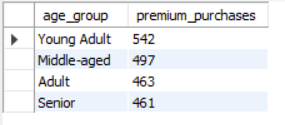 age_group premium_purchases
Young Adult 542
Middle-aged 497
Adult 463
Senior 461